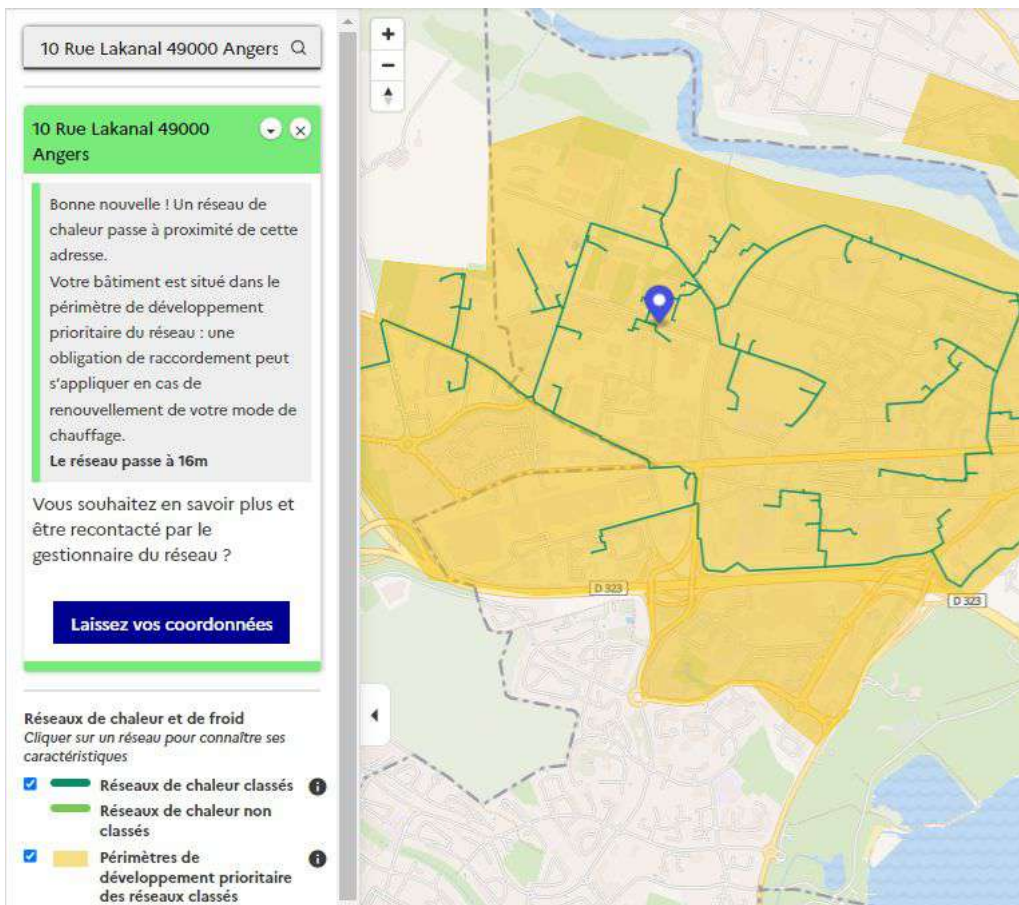 10 Rue Lakanal 49000 Angers
10 Rue Lakanal 49000
Angers
Bonne nouvelle ! Un réseau de
chaleur passe à proximité de cette
adresse.
Votre bâtiment est situé dans le
périmètre de développement
prioritaire du réseau : une
obligation de raccordement peut
s'appliquer en cas de
renouvellement de votre mode de
chauffage.
Le réseau passe à 16m
Vous souhaitez en savoir plus et
être recontacté par le
gestionnaire du réseau ?
Laissez vos coordonnées
Réseaux de chaleur et de froid
Cliquer sur un réseau pour connaître ses
caractéristiques
Réseaux de chaleur classés
Réseaux de chaleur non
classés
Périmètres de
développement prioritaire
des réseaux classés
D 323
D 323